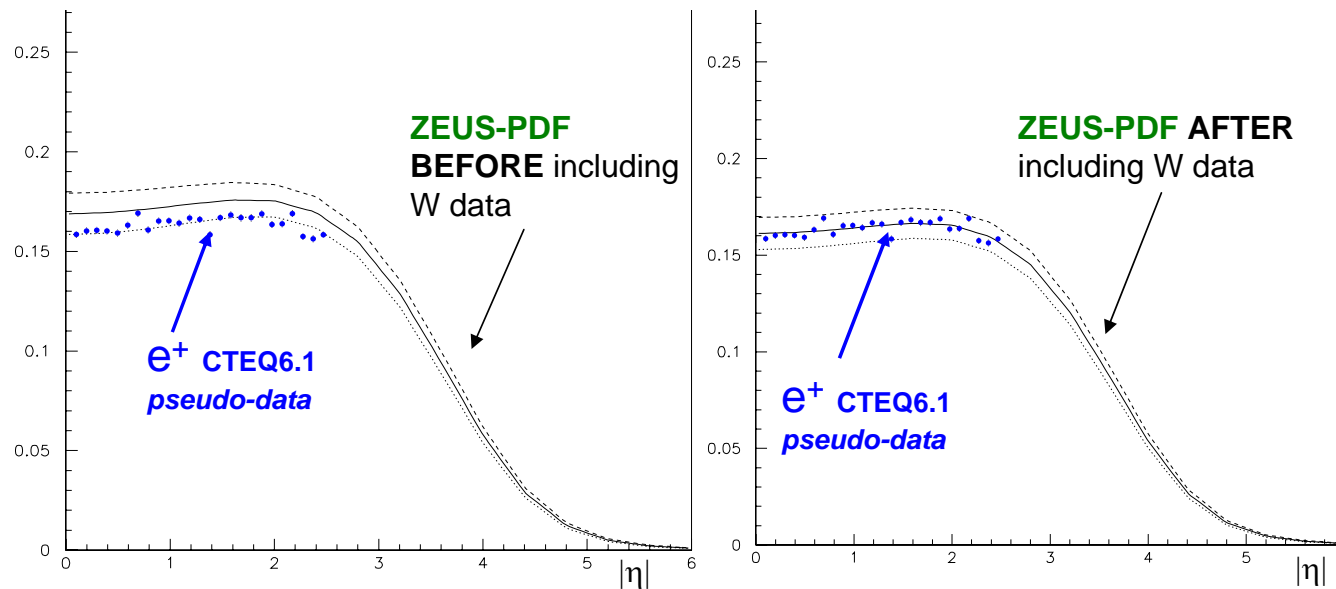 0.25
0.2
0.15
0.1
0.05
0
0 1 2 3 4 5 6
|η|
ZEUS-PDF
BEFORE including
W data
e+ CTEQ6.1
pseudo-data
0.25
0.2
0.15
0.1
0.05
0
0 1 2 3 4 5
|η|
ZEUS-PDF AFTER
including W data
e+ CTEQ6.1
pseudo-data